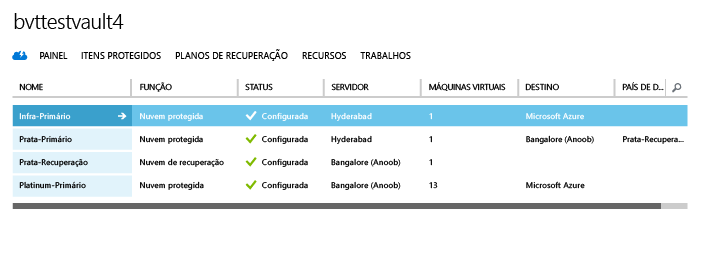 bvttestvault4
PAINEL ITENS PROTEGIDOS PLANOS DE RECUPERAÇÃO RECURSOS TRABALHOS
NOME FUNÇÃO STATUS SERVIDOR MÁQUINAS VIRTUAIS DESTINO PAÍS DE D...
Infra-Primário Nuvem protegida Configurada Hyderabad 1 Microsoft Azure
Prata-Primário Nuvem protegida Configurada Hyderabad 1 Bangalore (Anoob) Prata-Recupera...
Prata-Recuperação Nuvem de recuperação Configurada Bangalore (Anoob) 1
Platinum-Primário Nuvem protegida Configurada Bangalore (Anoob) 13 Microsoft Azure